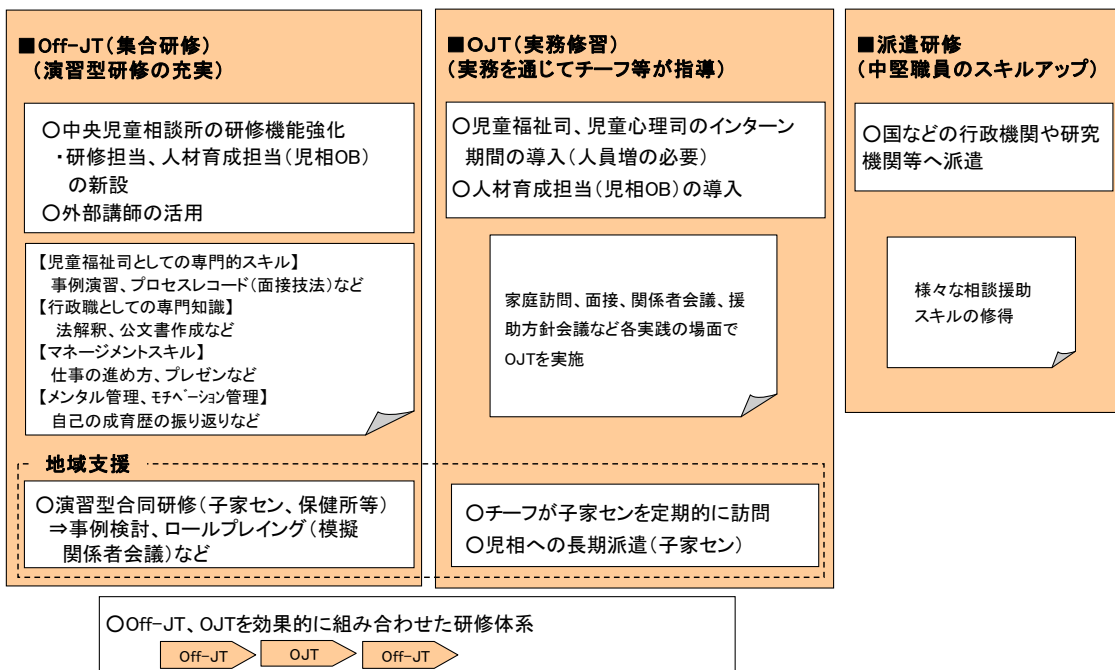 ■Off-JT(集合研修)
(演習型研修の充実)
○中央児童相談所の研修機能強化
・研修担当、人材育成担当(児相OB)
の新設
○外部講師の活用
【児童福祉司としての専門的スキル】
事例演習、プロセスレコード(面接技法)など
【行政職としての専門知識】
法解釈、公文書作成など
【マネージメントスキル】
仕事の進め方、プレゼンなど
【メンタル管理、モチベーション管理】
自己の成育歴の振り返りなど
■OJT(実務修習)
(実務を通じてチーフ等が指導)
○児童福祉司、児童心理司のインターン
期間の導入(人員増の必要)
○人材育成担当(児相OB)の導入
家庭訪問、面接、関係者会議、援
助方針会議など各実践の場面で
OJTを実施
■派遣研修
(中堅職員のスキルアップ)
○国などの行政機関や研究
機関等へ派遣
様々な相談援助
スキルの修得
地域支援
○演習型合同研修(子家セン、保健所等)
⇒事例検討、ロールプレイング(模擬
関係者会議)など
○チーフが子家センを定期的に訪問
○児相への長期派遣(子家セン)
○Off-JT、OJTを効果的に組み合わせた研修体系
Off-JT OJT Off-JT